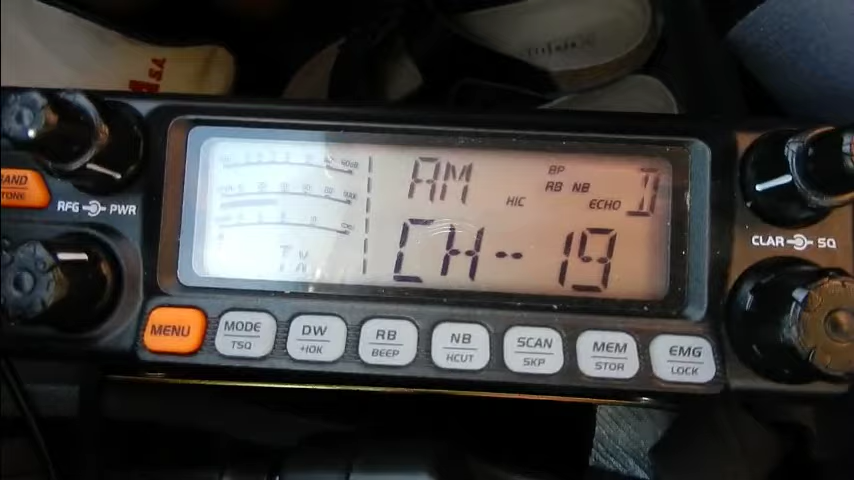 U.S.A
BAND
TONE
RFG PWR
AM
BP
RB NB
HIC
ECHO
D
CH--19
TX
CLAR SQ
MENU
MODE
TSQ
DW
+10K
RB
BEEP
NB
HCUT
SCAN
SKP
MEM
STOR
EMG
LOCK